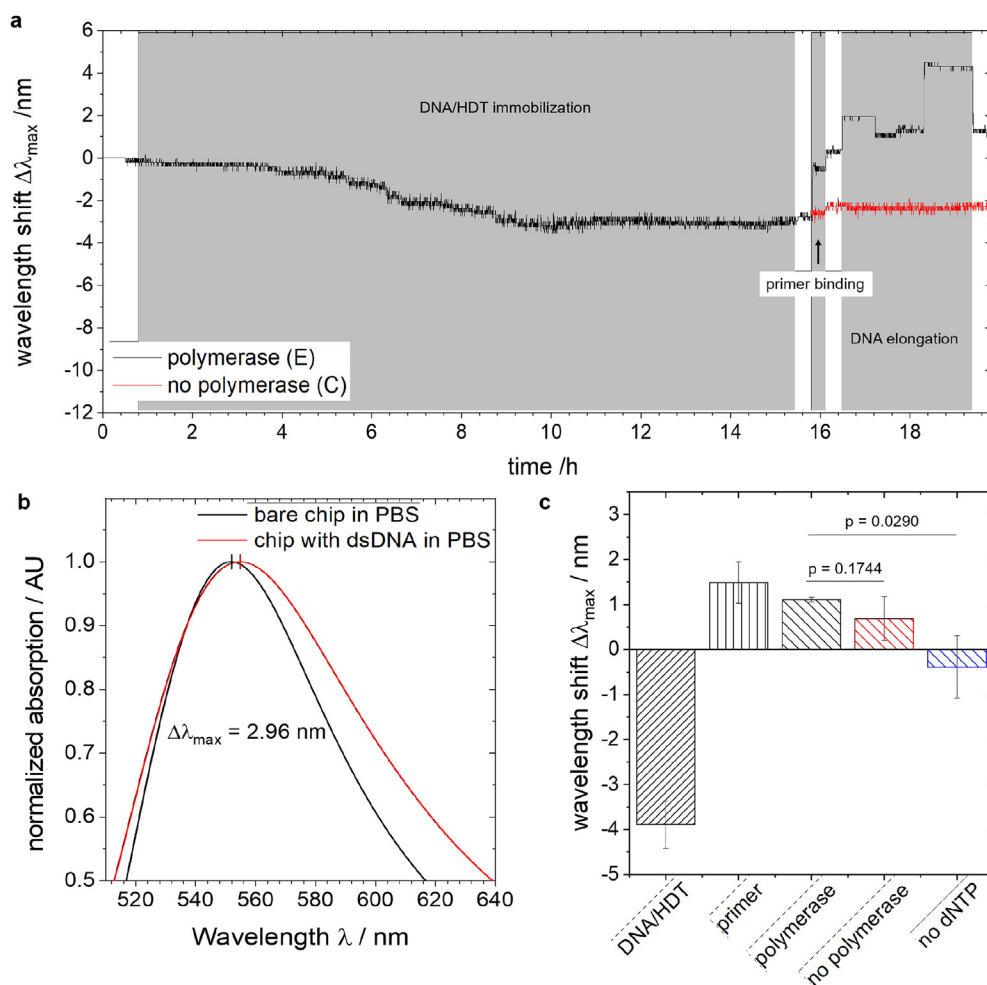 a
6
4
2
0
-2
-4
-6
-8
-10
-12
wavelength shift Δλmax /nm
DNA/HDT immobilization
primer binding
DNA elongation
polymerase (E)
no polymerase (C)
0 2 4 6 8 10 12 14 16 18
time /h
b
bare chip in PBS
chip with dsDNA in PBS
1.0
0.9
0.8
0.7
0.6
0.5
normalized absorption / AU
Δλmax = 2.96 nm
520 540 560 580 600 620 640
Wavelength λ / nm
c
3
2
1
0
-1
-2
-3
-4
-5
wavelength shift Δλmax / nm
p = 0.0290
p = 0.1744
DNA/HDT
primer
polymerase
no polymerase
no dNTP